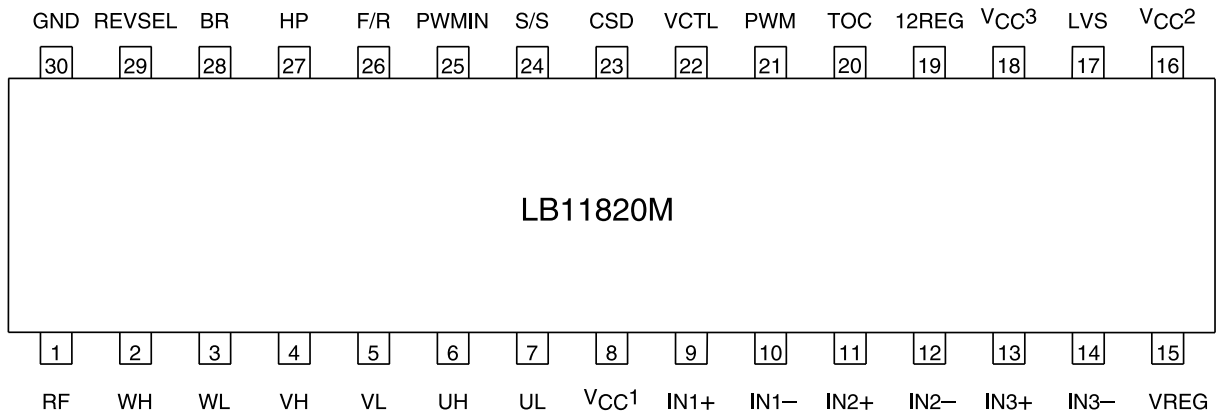 GND REVSEL BR HP F/R PWMIN S/S CSD VCTL PWM TOC 12REG VCC3 LVS VCC2
30 29 28 27 26 25 24 23 22 21 20 19 18 17 16
LB11820M
1 2 3 4 5 6 7 8 9 10 11 12 13 14 15
RF WH WL VH VL UH UL VCC1 IN1+ IN1− IN2+ IN2− IN3+ IN3− VREG